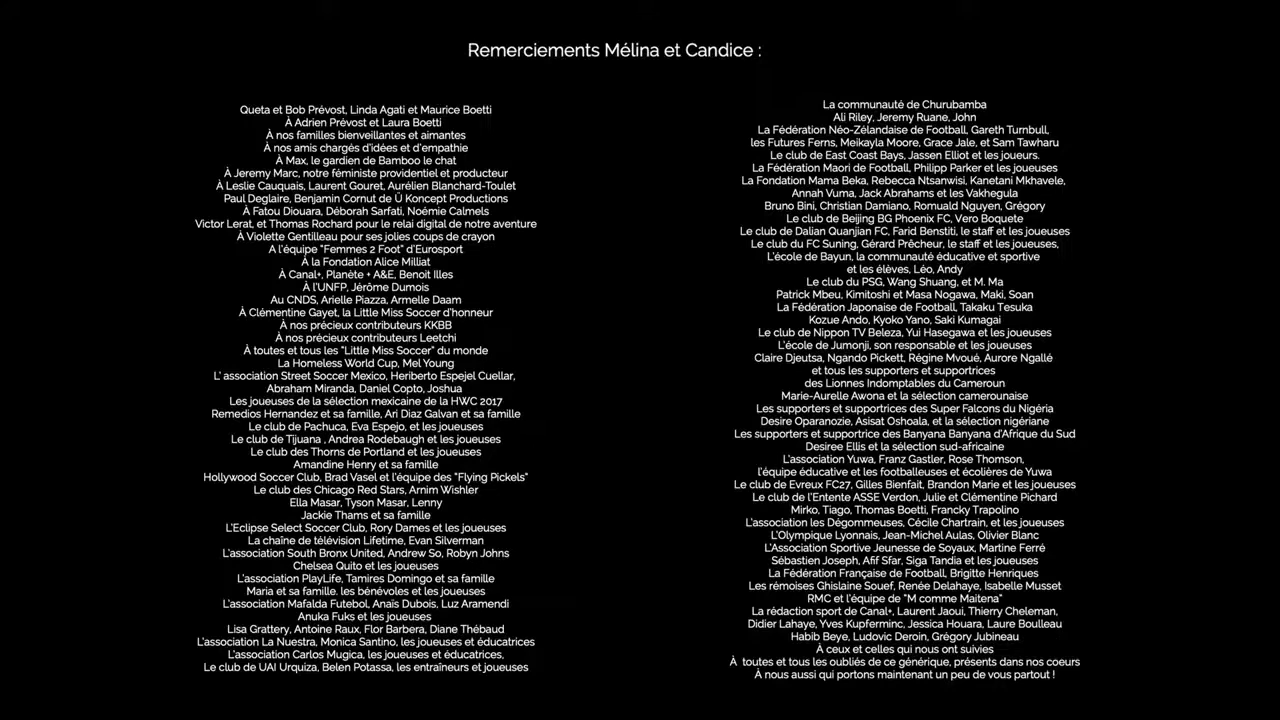 Remerciements Mélina et Candice :
Queta et Bob Prévost, Linda Agati et Maurice Boetti
À Adrien Prévost et Laura Boetti
À nos familles bienveillantes et aimantes
À nos amis chargés d'idées et d'empathie
À Max, le gardien de Bamboo le chat
À Jeremy Marc, notre féministe providentiel et producteur
À Leslie Cauquais, Laurent Gouret, Aurélien Blanchard-Toulet
Paul Deglaire, Benjamin Cornut de Ü Koncept Productions
À Fatou Diouara, Déborah Sarfati, Noémie Calmels
Victor Lerat, et Thomas Rochard pour le relai digital de notre aventure
À Violette Gentilleau pour ses jolies coups de crayon
A l'équipe "Femmes 2 Foot" d'Eurosport
À la Fondation Alice Milliat
À Canal+, Planète + A&E, Benoit Illes
À l'UNFP, Jérôme Dumois
Au CNDS, Arielle Piazza, Armelle Daam
À Clémentine Gayet, la Little Miss Soccer d'honneur
À nos précieux contributeurs KKBB
À nos précieux contributeurs Leetchi
À toutes et tous les "Little Miss Soccer" du monde
La Homeless World Cup, Mel Young
L' association Street Soccer Mexico, Heriberto Espejel Cuellar,
Abraham Miranda, Daniel Copto, Joshua
Les joueuses de la sélection mexicaine de la HWC 2017
Remedios Hernandez et sa famille, Ari Diaz Galvan et sa famille
Le club de Pachuca, Eva Espejo, et les joueuses
Le club de Tijuana , Andrea Rodebaugh et les joueuses
Le club des Thorns de Portland et les joueuses
Amandine Henry et sa famille
Hollywood Soccer Club, Brad Vasel et l'équipe des "Flying Pickels"
Le club des Chicago Red Stars, Arnim Wishler
Ella Masar, Tyson Masar, Lenny
Jackie Thams et sa famille
L'Eclipse Select Soccer Club, Rory Dames et les joueuses
La chaîne de télévision Lifetime, Evan Silverman
L'association South Bronx United, Andrew So, Robyn Johns
Chelsea Quito et les joueuses
L'association PlayLife, Tamires Domingo et sa famille
Maria et sa famille. les bénévoles et les joueuses
L'association Mafalda Futebol, Anaïs Dubois, Luz Aramendi
Anuka Fuks et les joueuses
Lisa Grattery, Antoine Raux, Flor Barbera, Diane Thébaud
L'association La Nuestra, Monica Santino, les joueuses et éducatrices
L'association Carlos Mugica, les joueuses et éducatrices,
Le club de UAI Urquiza, Belen Potassa, les entraîneurs et joueuses
La communauté de Churubamba
Ali Riley, Jeremy Ruane, John
La Fédération Néo-Zélandaise de Football, Gareth Turnbull,
les Futures Ferns, Meikayla Moore, Grace Jale, et Sam Tawharu
Le club de East Coast Bays, Jassen Elliot et les joueurs.
La Fédération Maori de Football, Philipp Parker et les joueuses
La Fondation Mama Beka, Rebecca Ntsanwisi, Kanetani Mkhavele,
Annah Vuma, Jack Abrahams et les Vakhegula
Bruno Bini, Christian Damiano, Romuald Nguyen, Grégory
Le club de Beijing BG Phoenix FC, Vero Boquete
Le club de Dalian Quanjian FC, Farid Benstiti, le staff et les joueuses
Le club du FC Suning, Gérard Prêcheur, le staff et les joueuses,
L'école de Bayun, la communauté éducative et sportive
et les élèves, Léo, Andy
Le club du PSG, Wang Shuang, et M. Ma
Patrick Mbeu, Kimitoshi et Masa Nogawa, Maki, Soan
La Fédération Japonaise de Football, Takaku Tesuka
Kozue Ando, Kyoko Yano, Saki Kumagai
Le club de Nippon TV Beleza, Yui Hasegawa et les joueuses
L'école de Jumonji, son responsable et les joueuses
Claire Djeutsa, Ngando Pickett, Régine Mvoué, Aurore Ngallé
et tous les supporters et supportrices
des Lionnes Indomptables du Cameroun
Marie-Aurelle Awona et la sélection camerounaise
Les supporters et supportrices des Super Falcons du Nigéria
Desire Oparanozie, Asisat Oshoala, et la sélection nigériane
Les supporters et supportrice des Banyana Banyana d'Afrique du Sud
Desiree Ellis et la sélection sud-africaine
L'association Yuwa, Franz Gastler, Rose Thomson,
l'équipe éducative et les footballeuses et écolières de Yuwa
Le club de Evreux FC27, Gilles Bienfait, Brandon Marie et les joueuses
Le club de l'Entente ASSE Verdon, Julie et Clémentine Pichard
Mirko, Tiago, Thomas Boetti, Francky Trapolino
L'association les Dégommeuses, Cécile Chartrain, et les joueuses
L'Olympique Lyonnais, Jean-Michel Aulas, Olivier Blanc
L'Association Sportive Jeunesse de Soyaux, Martine Ferré
Sébastien Joseph, Afif Sfar, Siga Tandia et les joueuses
La Fédération Française de Football, Brigitte Henriques
Les rémoises Ghislaine Souef, Renée Delahaye, Isabelle Musset
RMC et l'équipe de "M comme Maitena"
La rédaction sport de Canal+, Laurent Jaoui, Thierry Cheleman,
Didier Lahaye, Yves Kupferminc, Jessica Houara, Laure Boulleau
Habib Beye, Ludovic Deroin, Grégory Jubineau
À ceux et celles qui nous ont suivies
À  toutes et tous les oubliés de ce générique, présents dans nos coeurs
À nous aussi qui portons maintenant un peu de vous partout !